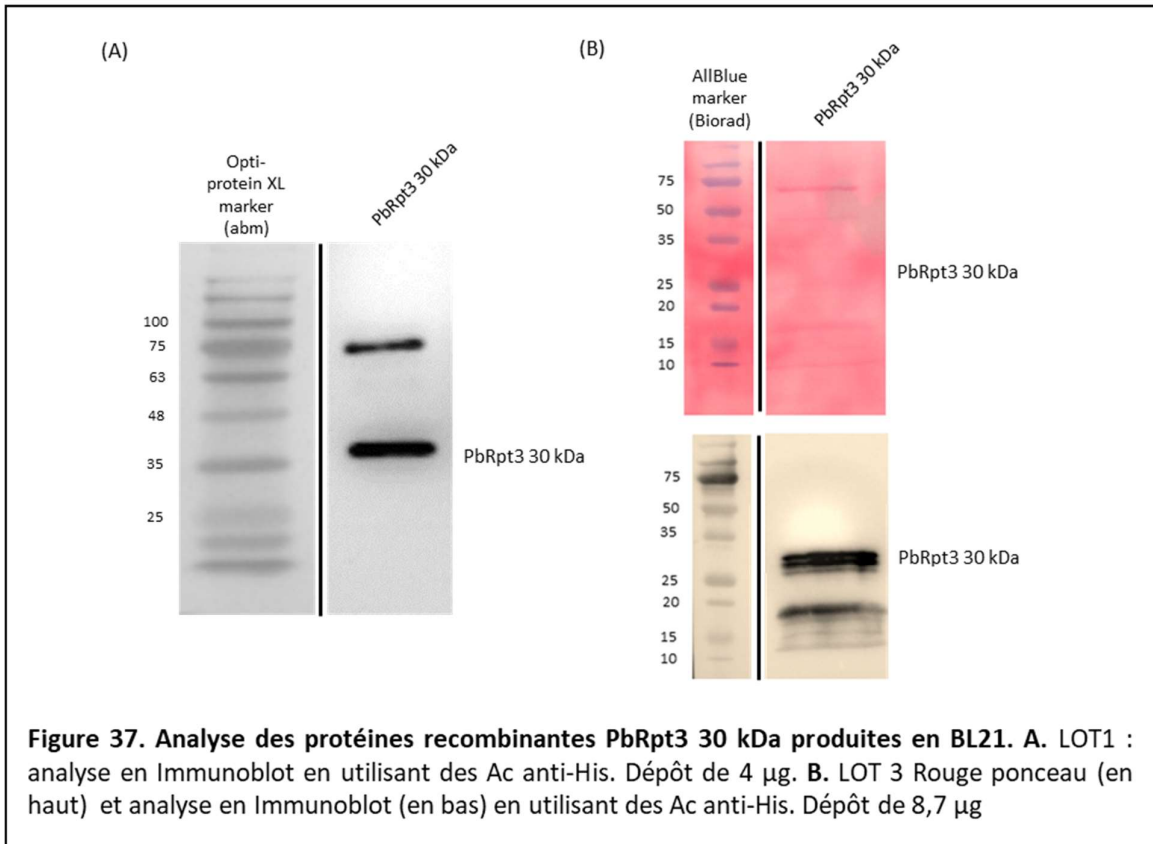 (A)
Opti-
protein XL
marker
(abm)
PbRpt3 30 kDa
100
75
63
48
35
25
PbRpt3 30 kDa
(B)
AllBlue
marker
(Biorad)
PbRpt3 30 kDa
75
50
35
25
20
15
10
PbRpt3 30 kDa
75
50
35
25
20
15
10
PbRpt3 30 kDa
Figure 37. Analyse des protéines recombinantes PbRpt3 30 kDa produites en BL21. A. LOT1 :
analyse en Immunoblot en utilisant des Ac anti-His. Dépôt de 4 µg. B. LOT 3 Rouge ponceau (en
haut) et analyse en Immunoblot (en bas) en utilisant des Ac anti-His. Dépôt de 8,7 µg